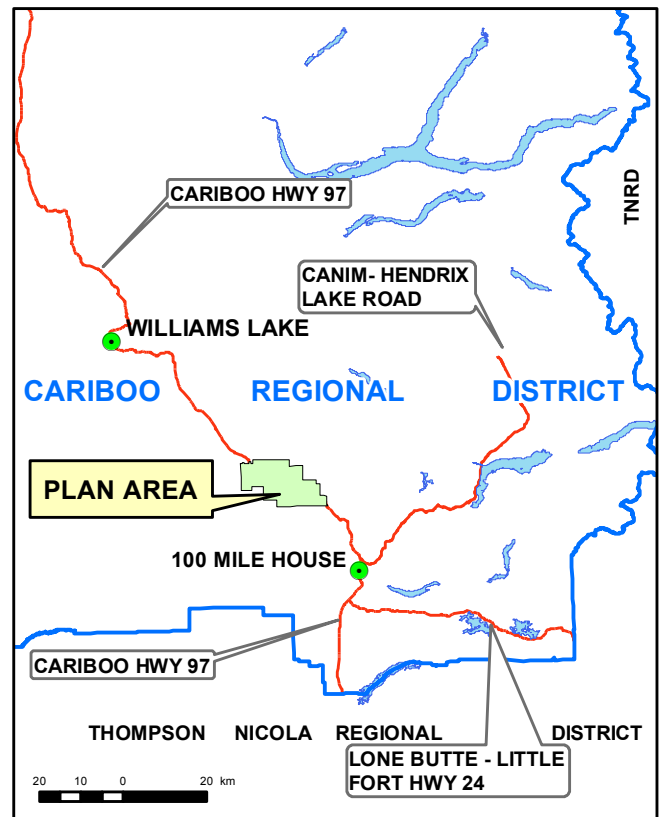 CARIBOO HWY 97
TNRD
CANIM- HENDRIX
LAKE ROAD
WILLIAMS LAKE
CARIBOO REGIONAL DISTRICT
PLAN AREA
100 MILE HOUSE
CARIBOO HWY 97
THOMPSON NICOLA REGIONAL DISTRICT
LONE BUTTE - LITTLE
FORT HWY 24
20 10 0 20 km